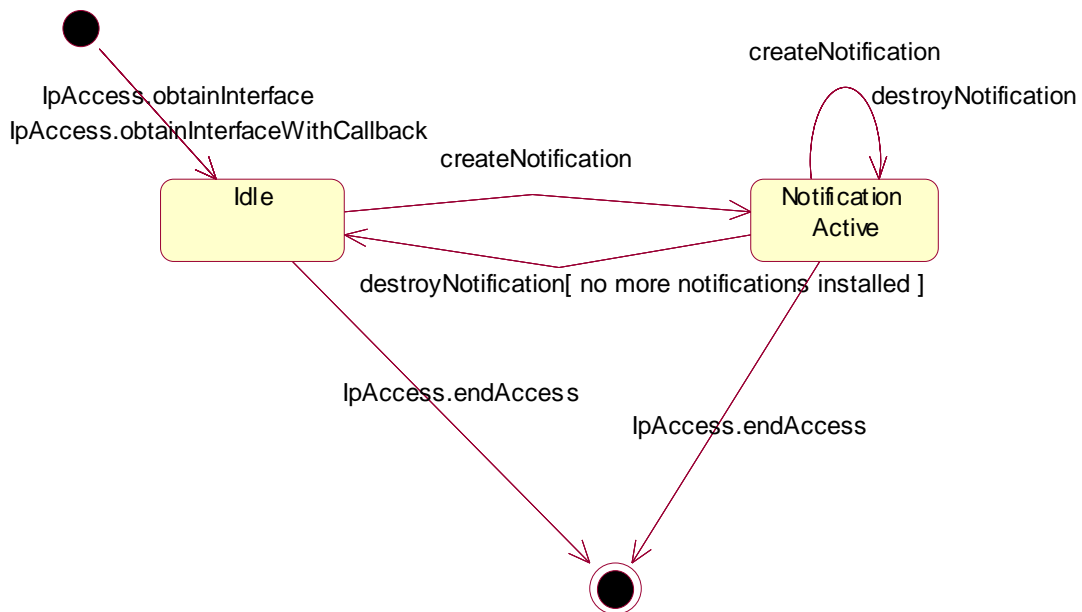 createNotification
IpAccess.obtainInterface
destroyNotification
IpAccess.obtainInterfaceWithCallback
createNotification
Idle
Notification
Active
destroyNotification[ no more notifications installed ]
IpAccess.endAccess
IpAccess.endAccess